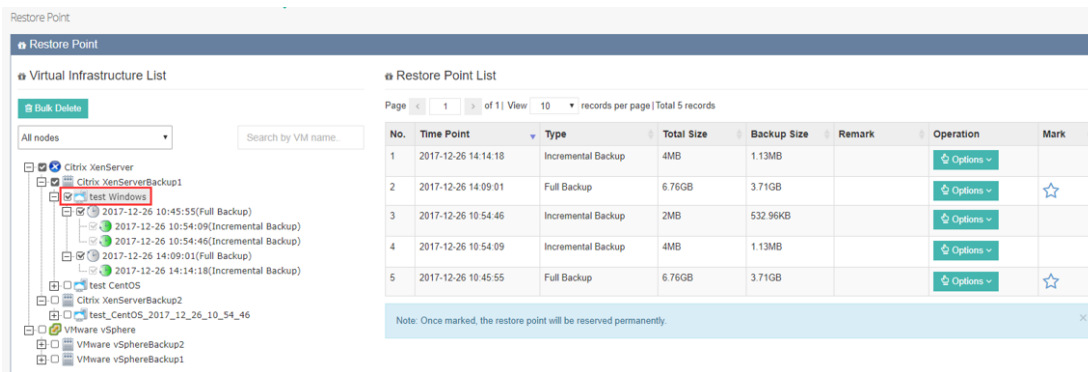 Restore Point
Restore Point
Virtual Infrastructure List
Bulk Delete
All nodes
Search by VM name..
Citrix XenServer
Citrix XenServerBackup1
test Windows
2017-12-26 10:45:55(Full Backup)
2017-12-26 10:54:09(Incremental Backup)
2017-12-26 10:54:46(Incremental Backup)
2017-12-26 14:09:01(Full Backup)
2017-12-26 14:14:18(Incremental Backup)
test CentOS
Citrix XenServerBackup2
test_CentOS_2017_12_26_10_54_46
VMware vSphere
VMware vSphereBackup2
VMware vSphereBackup1
Restore Point List
Page < 1 > of 1| View 10 records per page|Total 5 records
No. Time Point Type Total Size Backup Size Remark Operation Mark
1 2017-12-26 14:14:18 Incremental Backup 4MB 1.13MB Options
2 2017-12-26 14:09:01 Full Backup 6.76GB 3.71GB Options
3 2017-12-26 10:54:46 Incremental Backup 2MB 532.96KB Options
4 2017-12-26 10:54:09 Incremental Backup 4MB 1.13MB Options
5 2017-12-26 10:45:55 Full Backup 6.76GB 3.71GB Options
Note: Once marked, the restore point will be reserved permanently. ×